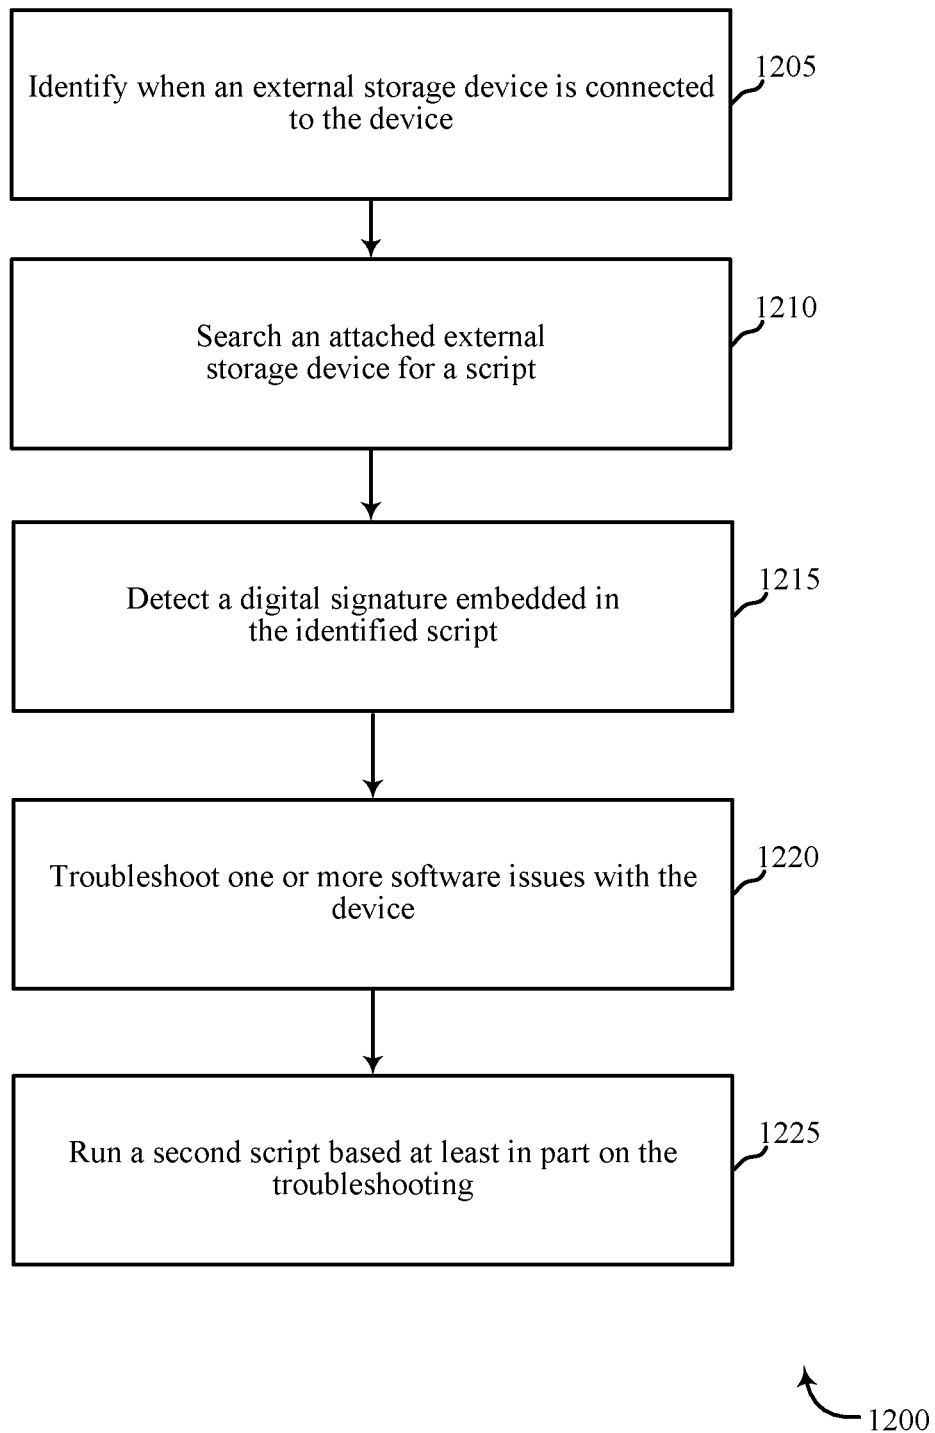 Identify when an external storage device is connected
to the device
1205
Search an attached external
storage device for a script
1210
Detect a digital signature embedded in
the identified script
1215
Troubleshoot one or more software issues with the
device
1220
Run a second script based at least in part on the
troubleshooting
1225
1200